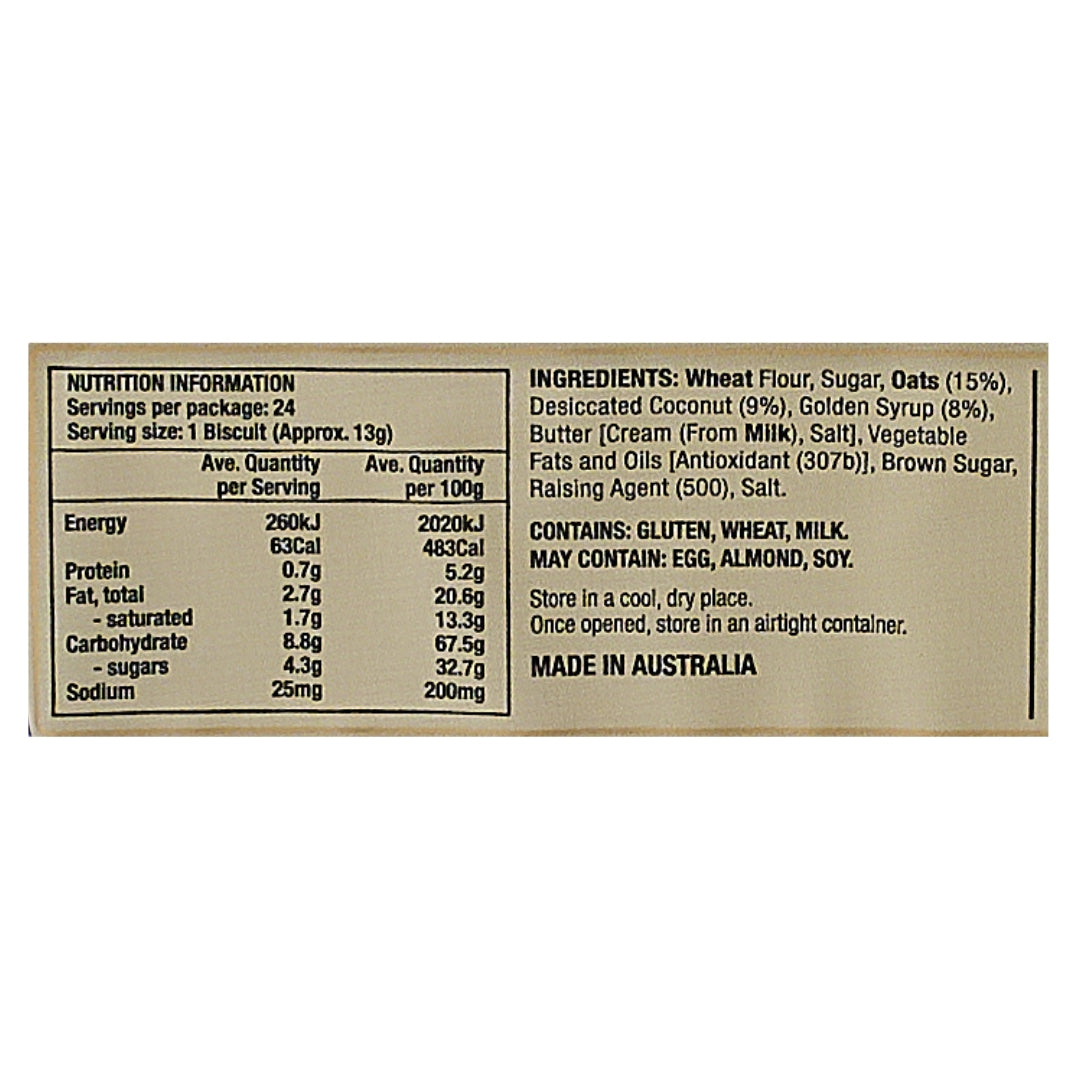 NUTRITION INFORMATION
Servings per package: 24
Serving size: 1 Biscuit (Approx. 13g)
Ave. Quantity Ave. Quantity
per Serving per 100g
Energy 260kJ 2020kJ
63Cal 483Cal
Protein 0.7g 5.2g
Fat, total 2.7g 20.6g
- saturated 1.7g 13.3g
Carbohydrate 8.8g 67.5g
- sugars 4.3g 32.7g
Sodium 25mg 200mg
INGREDIENTS: Wheat Flour, Sugar, Oats (15%),
Desiccated Coconut (9%), Golden Syrup (8%),
Butter [Cream (From Milk), Salt], Vegetable
Fats and Oils [Antioxidant (307b)], Brown Sugar,
Raising Agent (500), Salt.
CONTAINS: GLUTEN, WHEAT, MILK.
MAY CONTAIN: EGG, ALMOND, SOY.
Store in a cool, dry place.
Once opened, store in an airtight container.
MADE IN AUSTRALIA